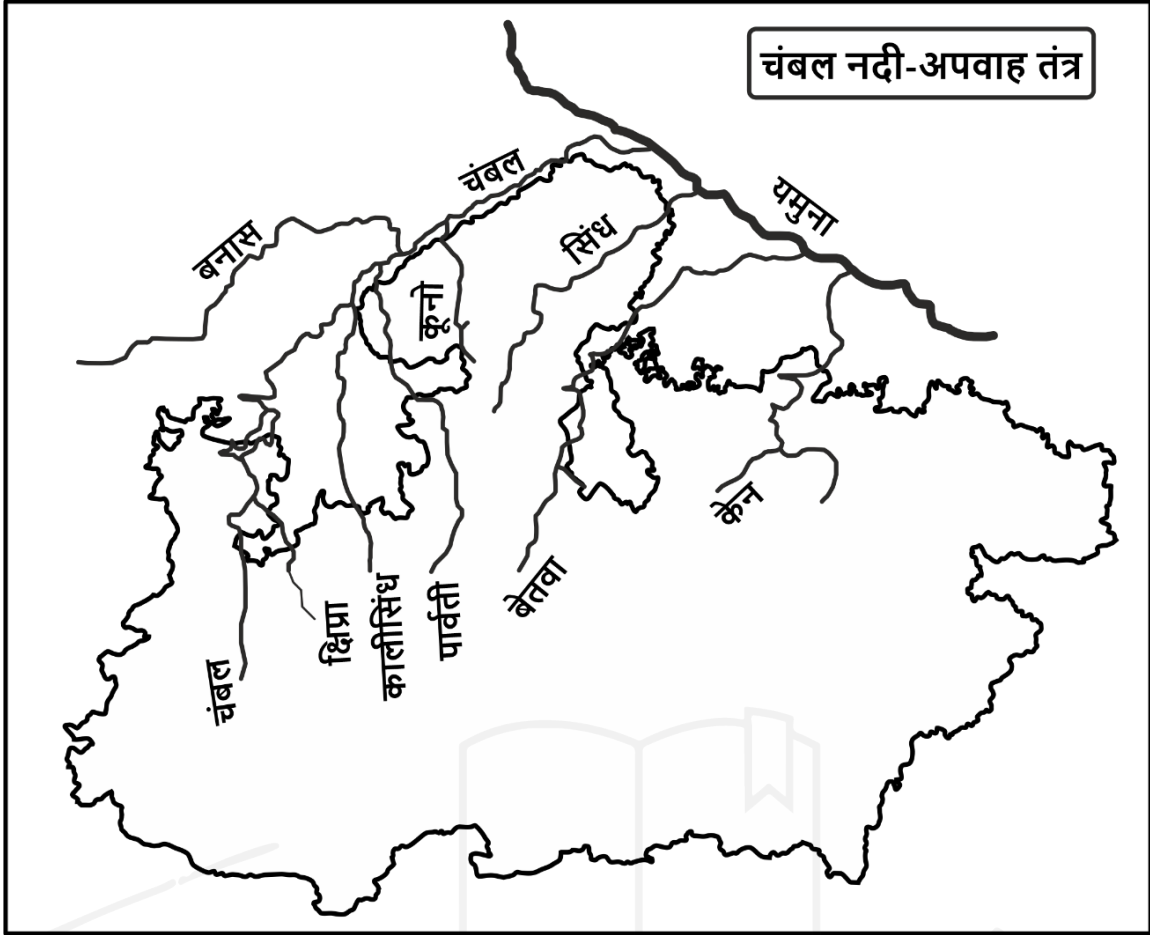 चंबल नदी-अपवाह तंत्र
चंबल
यमुना
बनास
सिंध
कूनो
केन
बेतवा
क्षिप्रा
कालीसिंध
पार्वती
चंबल